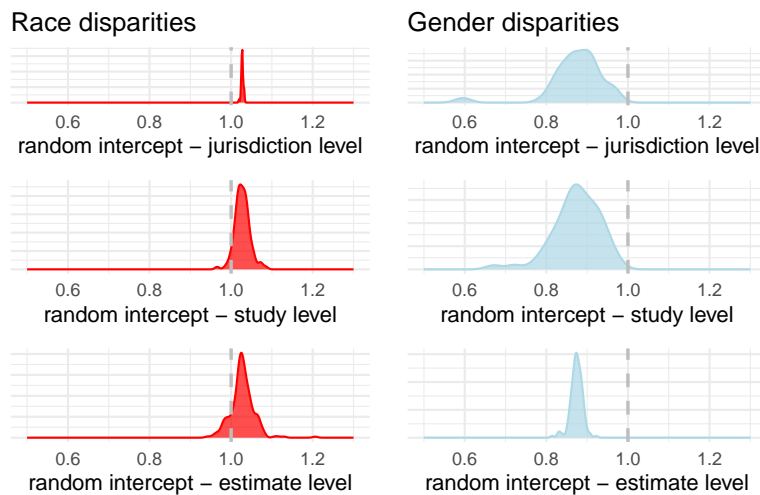 Race disparities
Gender disparities
0.6 0.8 1.0 1.2
random intercept – jurisdiction level
0.6 0.8 1.0 1.2
random intercept – jurisdiction level
0.6 0.8 1.0 1.2
random intercept – study level
0.6 0.8 1.0 1.2
random intercept – study level
0.6 0.8 1.0 1.2
random intercept – estimate level
0.6 0.8 1.0 1.2
random intercept – estimate level